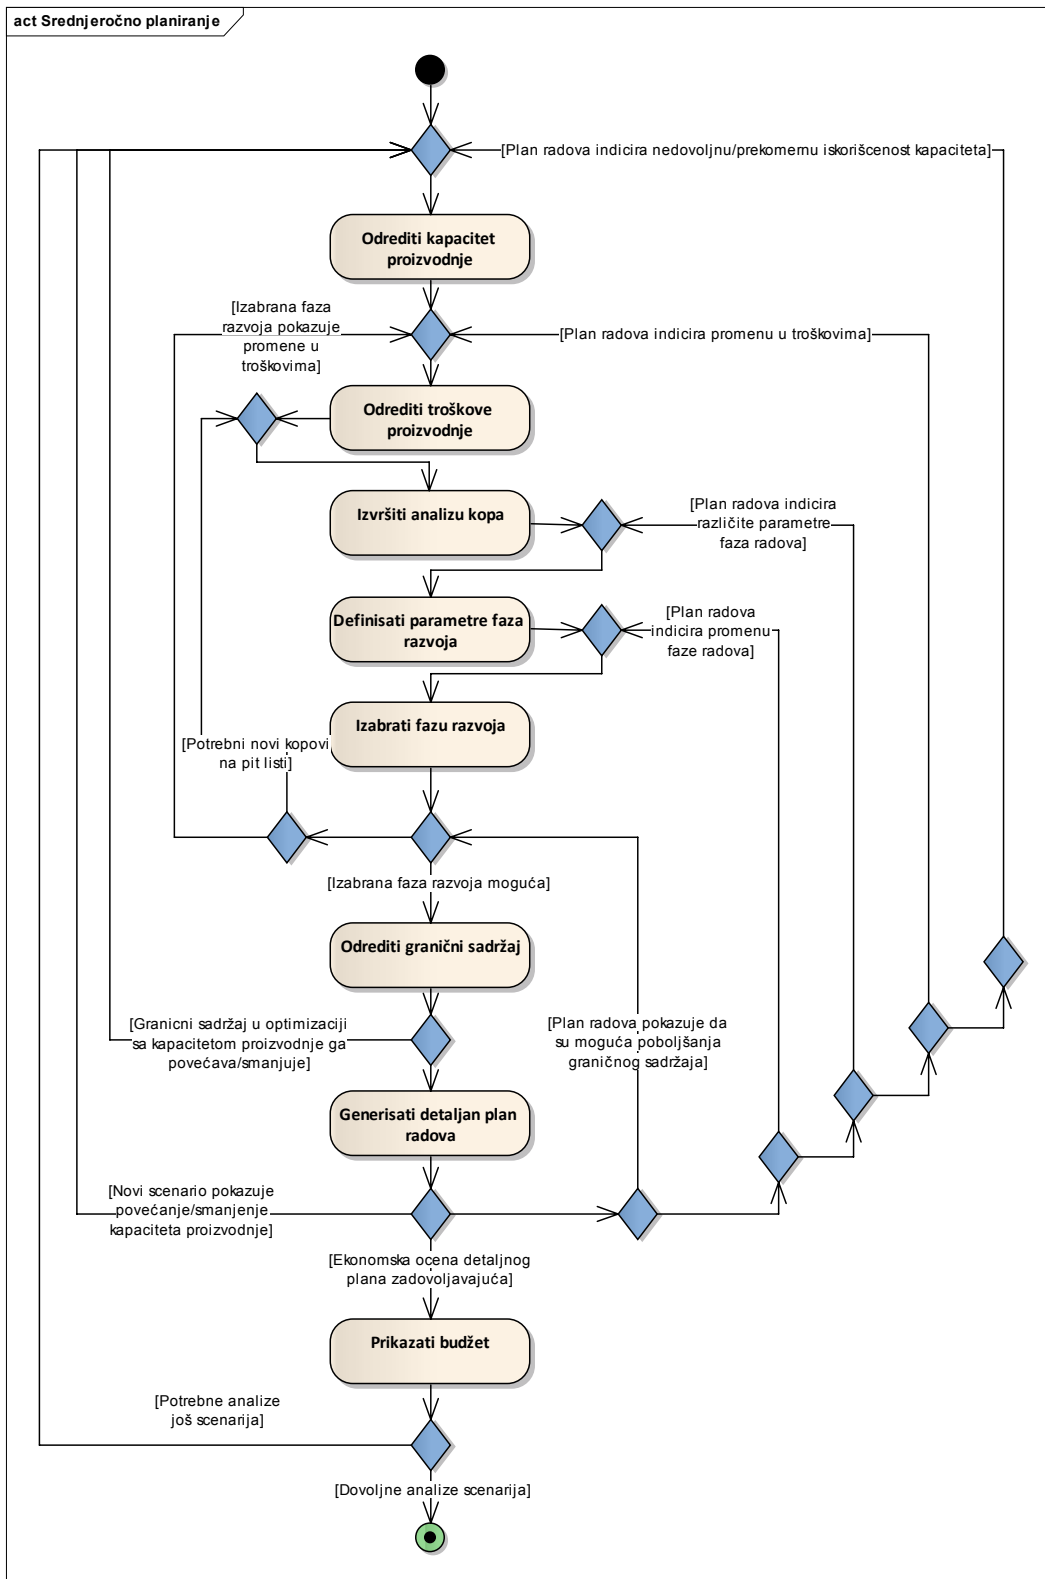 act Srednjeročno planiranje
[Plan radova indicira nedovoljnu/prekomernu iskorišcenost kapaciteta]
Odrediti kapacitet
proizvodnje
[Izabrana faza
razvoja pokazuje
promene u
troškovima]
[Plan radova indicira promenu u troškovima]
Odrediti troškove
proizvodnje
Izvršiti analizu kopa
[Plan radova indicira
različite parametre
faza radova]
Definisati parametre faza
razvoja
[Plan radova
indicira promenu
faze radova]
Izabrati fazu razvoja
[Potrebni novi kopovi
na pit listi]
[Izabrana faza razvoja moguća]
Odrediti granični sadržaj
[Granicni sadržaj u optimizaciji
sa kapacitetom proizvodnje ga
povećava/smanjuje]
[Plan radova pokazuje da
su moguća poboljšanja
graničnog sadržaja]
Generisati detaljan plan
radova
[Novi scenario pokazuje
povećanje/smanjenje
kapaciteta proizvodnje]
[Ekonomska ocena detaljnog
plana zadovoljavajuća]
Prikazati budžet
[Potrebne analize
još scenarija]
[Dovoljne analize scenarija]